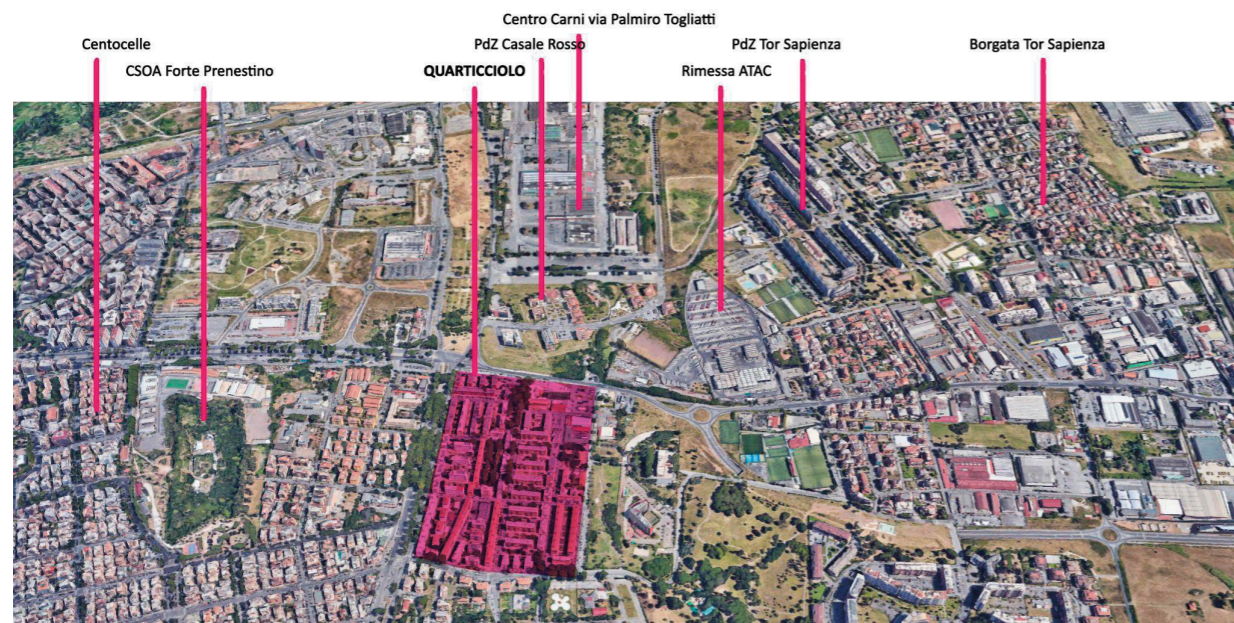 Centro Carni via Palmiro Togliatti
Centocelle
PdZ Casale Rosso
PdZ Tor Sapienza
Borgata Tor Sapienza
CSOA Forte Prenestino
QUARTICCIOLO
Rimessa ATAC